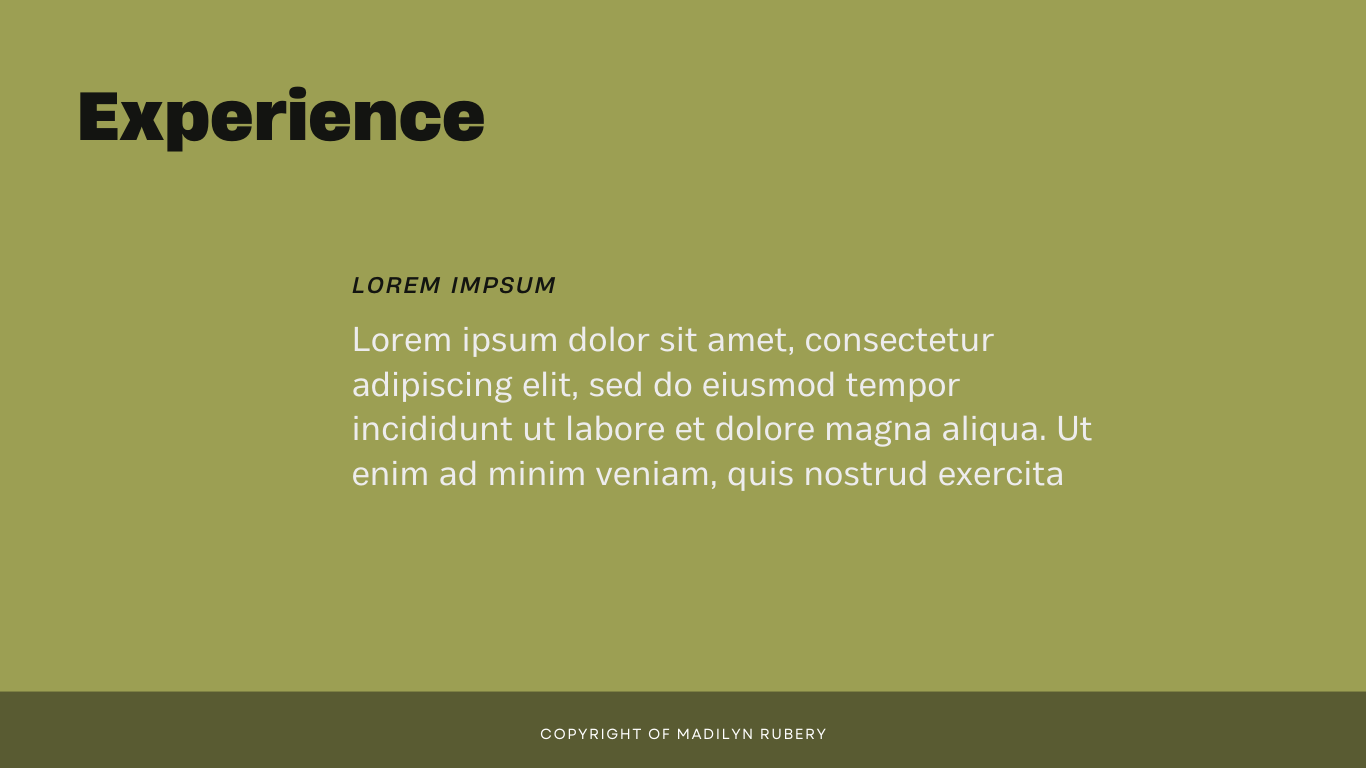 Experience
LOREM IMPSUM
Lorem ipsum dolor sit amet, consectetur
adipiscing elit, sed do eiusmod tempor
incididunt ut labore et dolore magna aliqua. Ut
enim ad minim veniam, quis nostrud exercita
COPYRIGHT OF MADILYN RUBERY